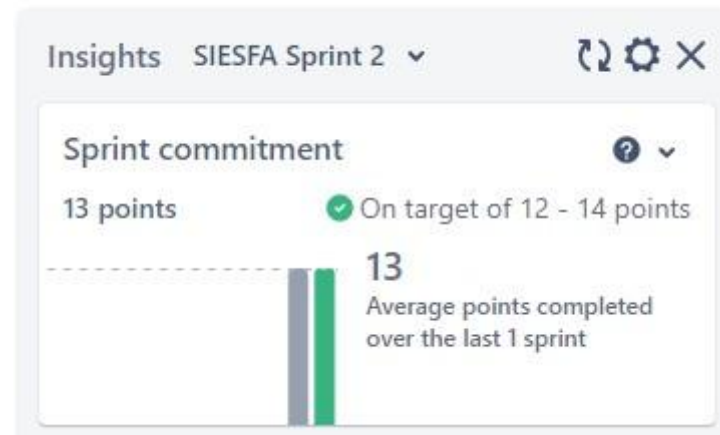 Insights SIESFA Sprint 2
Sprint commitment
13 points On target of 12 - 14 points
13
Average points completed
over the last 1 sprint